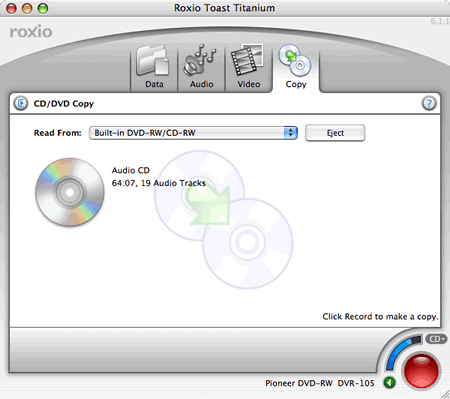 Roxio Toast Titanium
roxio
6.1.1
Data
Audio
Video
Copy
CD/DVD Copy
?
Read From: Built-in DVD-RW/CD-RW Eject
Audio CD
64:07, 19 Audio Tracks
Click Record to make a copy.
CD
Pioneer DVD-RW DVR-105